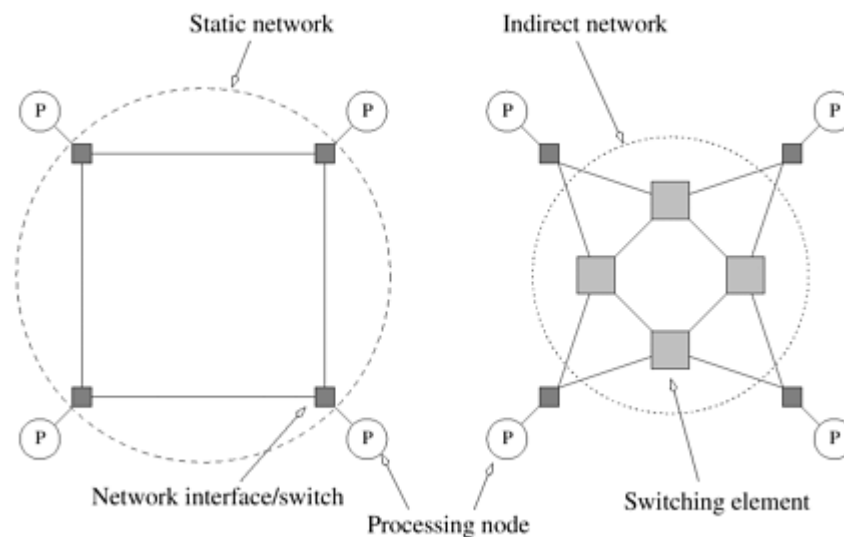 Static network
Indirect network
P
P
P
P
P
P
P
P
Network interface/switch
Processing node
Switching element